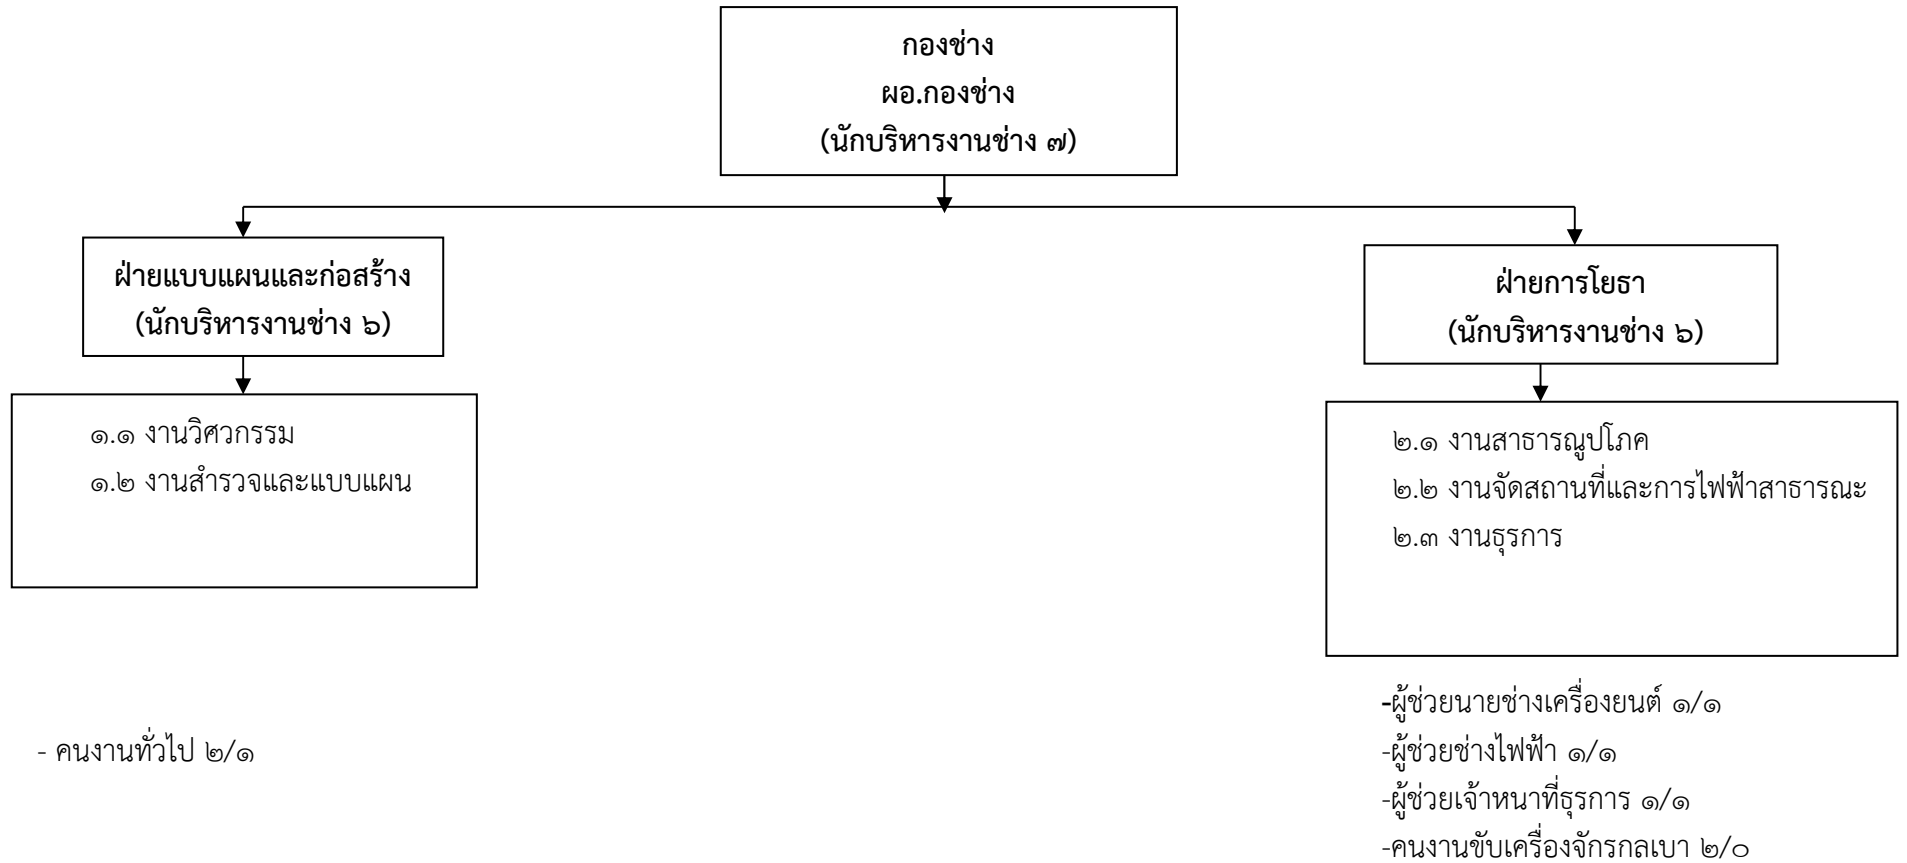 กองช่าง
ผอ.กองช่าง
(นักบริหารงานช่าง ๗)
ฝ่ายแบบแผนและก่อสร้าง
(นักบริหารงานช่าง ๖)
๑.๑ งานวิศวกรรม
๑.๒ งานสำรวจและแบบแผน
- คนงานทั่วไป ๒/๑
ฝ่ายการโยธา
(นักบริหารงานช่าง ๖)
๒.๑ งานสาธารณูปโภค
๒.๒ งานจัดสถานที่และการไฟฟ้าสาธารณะ
๒.๓ งานธุรการ
-ผู้ช่วยนายช่างเครื่องยนต์ ๑/๑
-ผู้ช่วยช่างไฟฟ้า ๑/๑
-ผู้ช่วยเจ้าหนาที่ธุรการ ๑/๑
-คนงานขับเครื่องจักรกลเบา ๒/๐